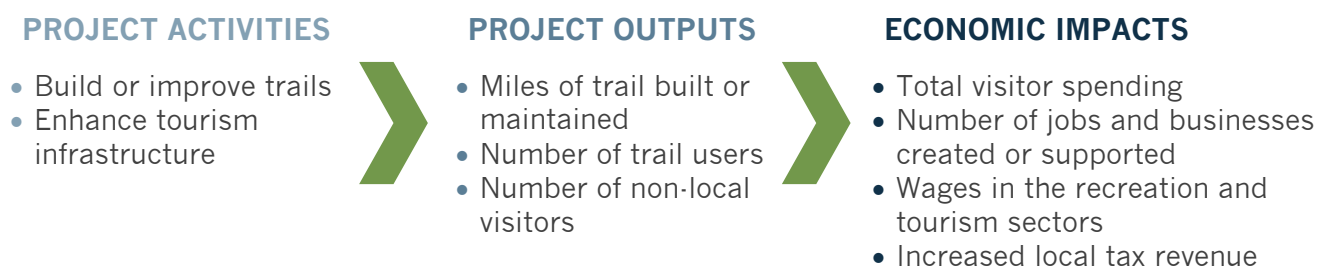 PROJECT ACTIVITIES
• Build or improve trails
• Enhance tourism
infrastructure
PROJECT OUTPUTS
• Miles of trail built or
maintained
• Number of trail users
• Number of non-local
visitors
ECONOMIC IMPACTS
• Total visitor spending
• Number of jobs and businesses
created or supported
• Wages in the recreation and
tourism sectors
• Increased local tax revenue